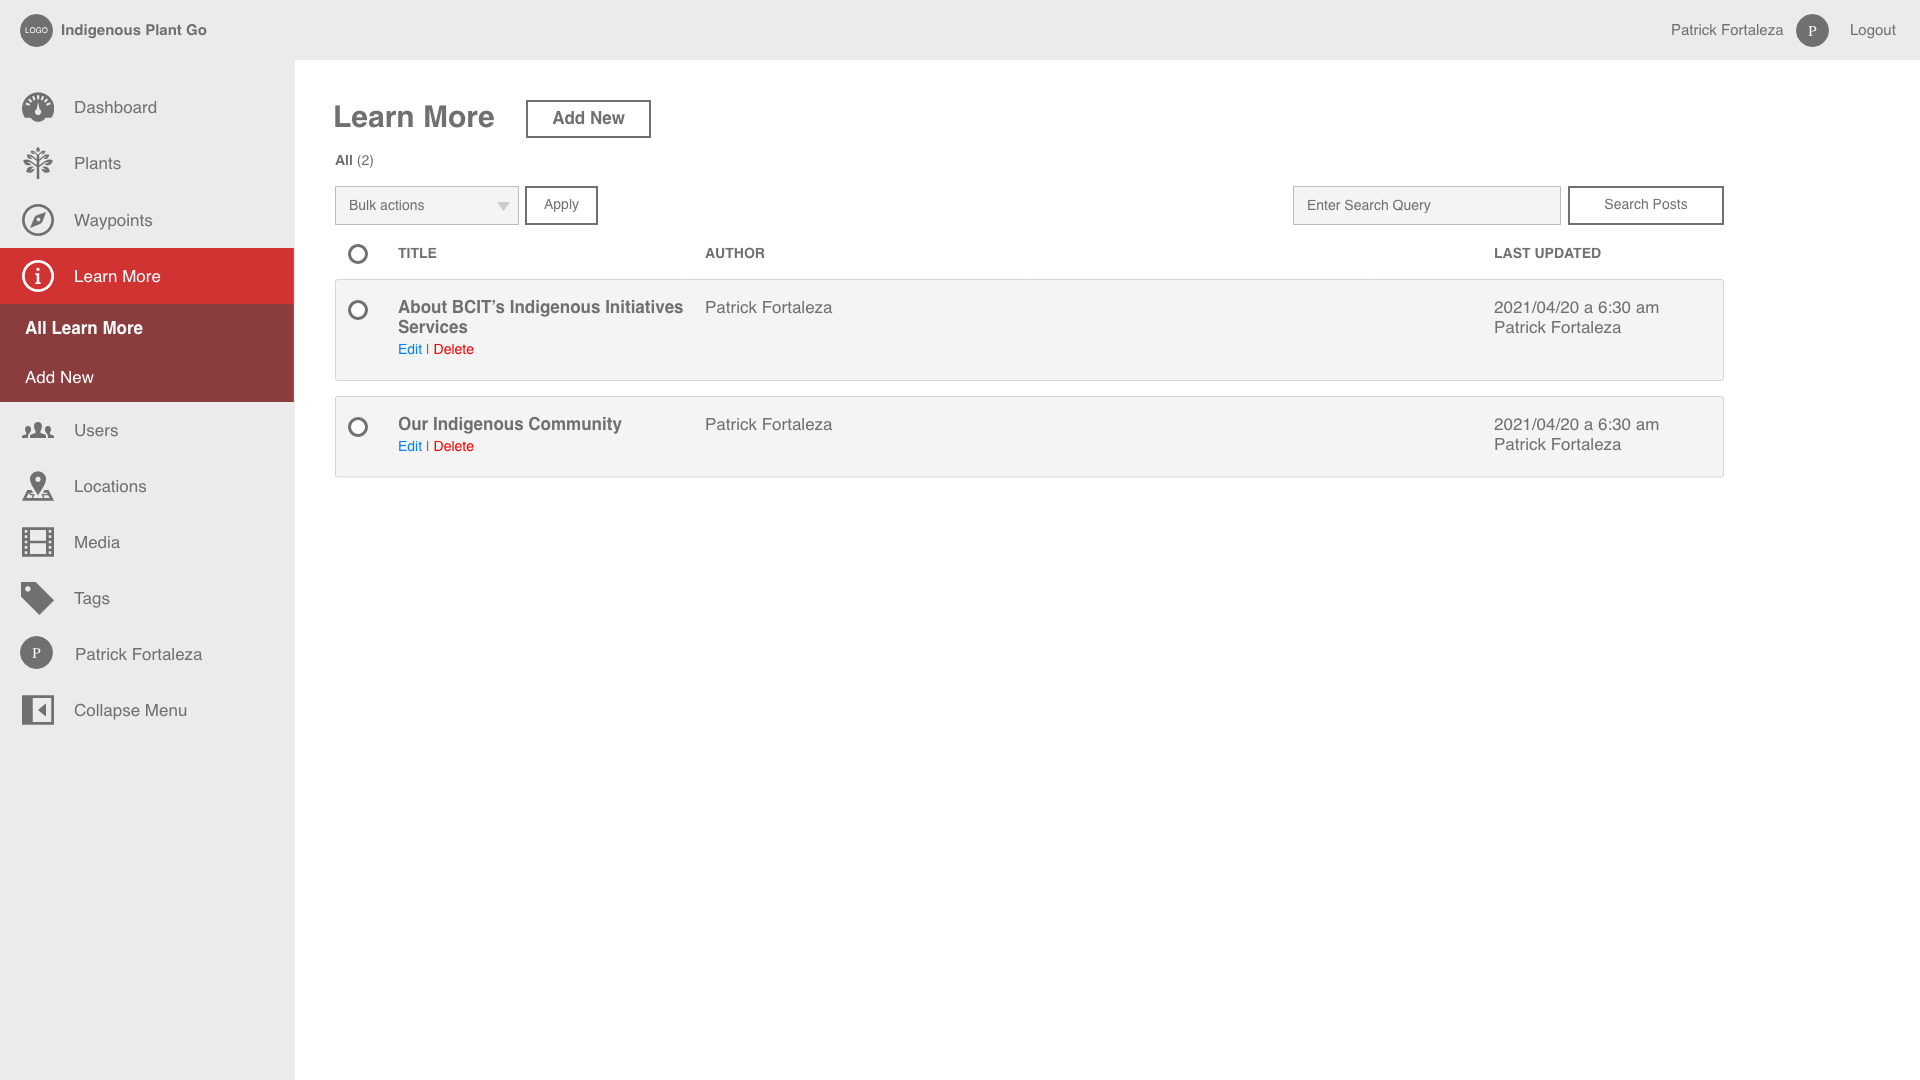 LOGO Indigenous Plant Go
Patrick Fortaleza P Logout
Dashboard
Plants
Waypoints
Learn More
All Learn More
Add New
Users
Locations
Media
Tags
P Patrick Fortaleza
Collapse Menu
Learn More Add New
All (2)
Bulk actions Apply Enter Search Query Search Posts
TITLE AUTHOR LAST UPDATED
About BCIT’s Indigenous Initiatives Patrick Fortaleza 2021/04/20 a 6:30 am
Services Patrick Fortaleza
Edit | Delete
Our Indigenous Community Patrick Fortaleza 2021/04/20 a 6:30 am
Edit | Delete Patrick Fortaleza